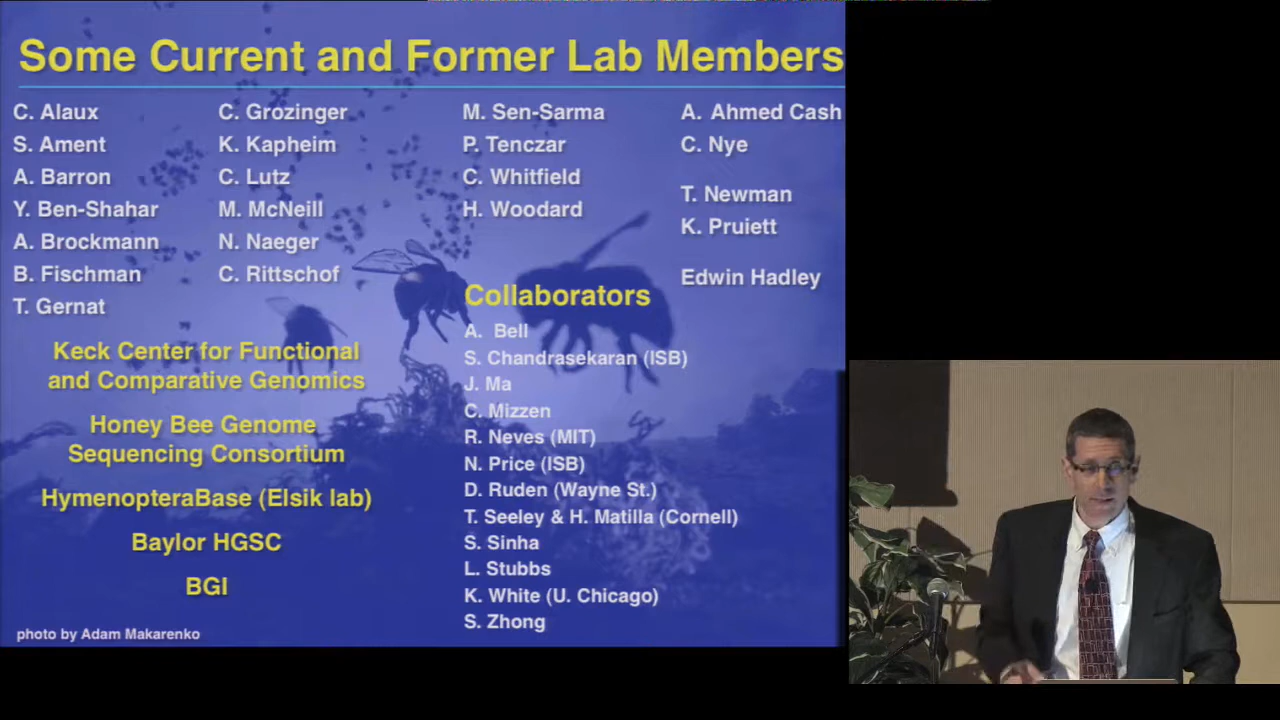 Some Current and Former Lab Members
C. Alaux
S. Ament
A. Barron
Y. Ben-Shahar
A. Brockmann
B. Fischman
T. Gernat
C. Grozinger
K. Kapheim
C. Lutz
M. McNeill
N. Naeger
C. Rittschof
M. Sen-Sarma
P. Tenczar
C. Whitfield
H. Woodard
A. Ahmed Cash
C. Nye
T. Newman
K. Pruiett
Edwin Hadley
Keck Center for Functional
and Comparative Genomics
Honey Bee Genome
Sequencing Consortium
HymenopteraBase (Elsik lab)
Baylor HGSC
BGI
Collaborators
A. Bell
S. Chandrasekaran (ISB)
J. Ma
C. Mizzen
R. Neves (MIT)
N. Price (ISB)
D. Ruden (Wayne St.)
T. Seeley & H. Matilla (Cornell)
S. Sinha
L. Stubbs
K. White (U. Chicago)
S. Zhong
photo by Adam Makarenko